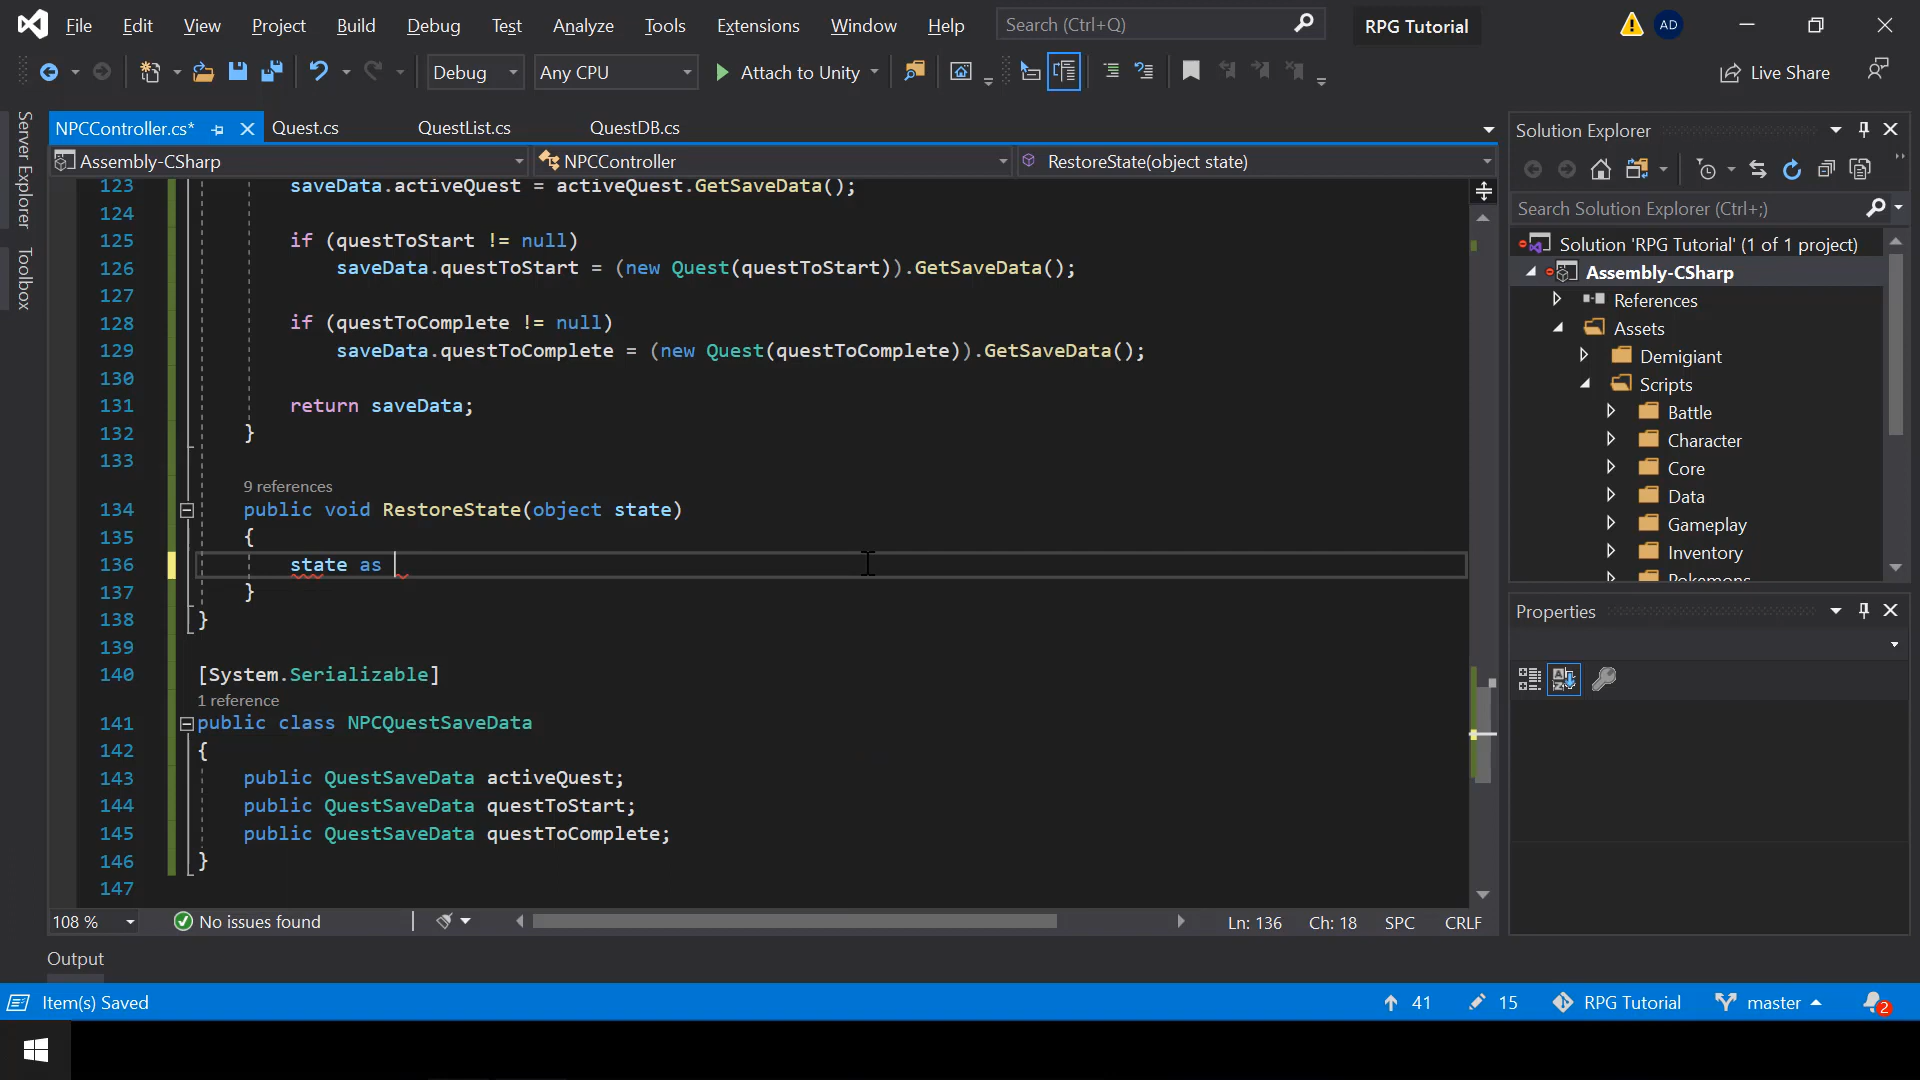 File Edit View Project Build Debug Test Analyze Tools Extensions Window Help Search (Ctrl+Q) RPG Tutorial AD
Debug Any CPU Attach to Unity Live Share
Server Explorer
Toolbox
NPCController.cs* Quest.cs QuestList.cs QuestDB.cs
Assembly-CSharp NPCController RestoreState(object state)
123 saveData.activeQuest = activeQuest.GetSaveData();
124
125 if (questToStart != null)
126 saveData.questToStart = (new Quest(questToStart)).GetSaveData();
127
128 if (questToComplete != null)
129 saveData.questToComplete = (new Quest(questToComplete)).GetSaveData();
130
131 return saveData;
132 }
133
9 references
134 public void RestoreState(object state)
135 {
136 state as
137 }
138 }
139
140 [System.Serializable]
1 reference
141 public class NPCQuestSaveData
142 {
143 public QuestSaveData activeQuest;
144 public QuestSaveData questToStart;
145 public QuestSaveData questToComplete;
146 }
147
108 % No issues found Ln: 136 Ch: 18 SPC CRLF
Solution Explorer
Search Solution Explorer (Ctrl+;)
Solution 'RPG Tutorial' (1 of 1 project)
Assembly-CSharp
References
Assets
Demigiant
Scripts
Battle
Character
Core
Data
Gameplay
Inventory
Pokemons
Properties
Output
Item(s) Saved 41 15 RPG Tutorial master 2